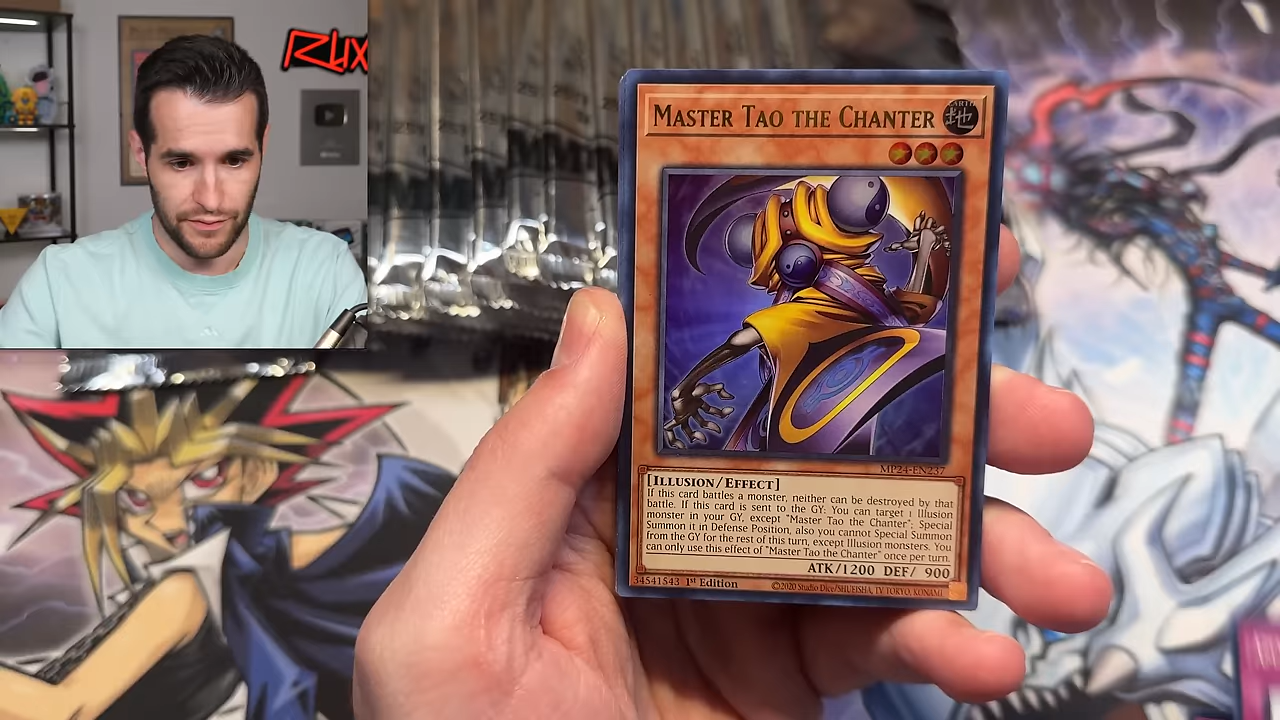 Rux
MASTER TAO THE CHANTER
EARTH
地
MP24-EN237
[ILLUSION/EFFECT]
If this card battles a monster, neither can be destroyed by that
battle. If this card is sent to the GY: You can target 1 Illusion
monster in your GY, except "Master Tao the Chanter"; Special
Summon it in Defense Position, also you cannot Special Summon
from the GY for the rest of this turn, except Illusion monsters. You
can only use this effect of "Master Tao the Chanter" once per turn.
ATK/1200 DEF/ 900
34541543 1st Edition
©2020 Studio Dice/SHUEISHA, TV TOKYO, KONAMI